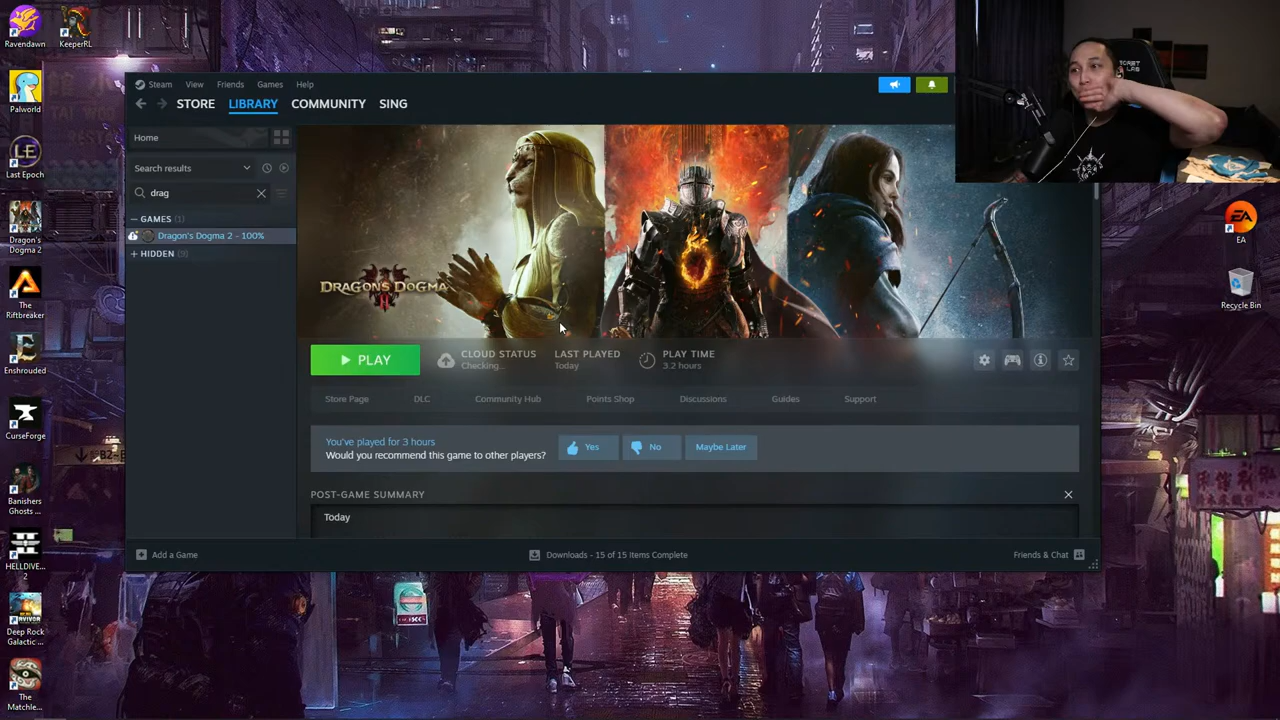 Ravendawn
KeeperRL
Palworld
Last Epoch
Dragon's
Dogma 2
The
Riftbreaker
Enshrouded
CurseForge
Banishers
Ghosts ...
HELLDIVE...
2
Deep Rock
Galactic ...
The
Matchle...
Steam
View
Friends
Games
Help
STORE
LIBRARY
COMMUNITY
SING
Home
Search results
drag
GAMES (1)
Dragon's Dogma 2 - 100%
HIDDEN (9)
DRAGON'S DOGMA
PLAY
CLOUD STATUS
Checking...
LAST PLAYED
Today
PLAY TIME
3.2 hours
Store Page
DLC
Community Hub
Points Shop
Discussions
Guides
Support
You've played for 3 hours
Would you recommend this game to other players?
Yes
No
Maybe Later
POST-GAME SUMMARY
Today
Add a Game
Downloads - 15 of 15 Items Complete
Friends & Chat
EA
EA
Recycle Bin